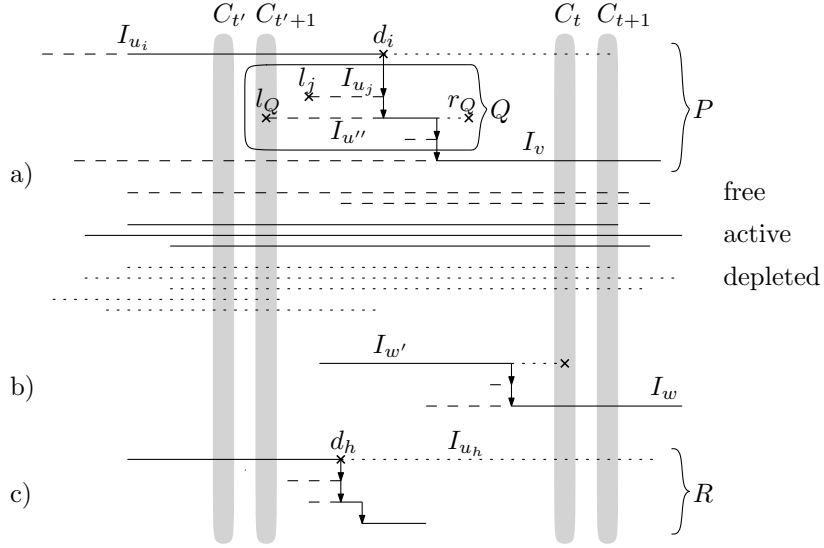 C_{t'} C_{t'+1} C_t C_{t+1}
I_{u_i} d_i
l_j I_{u_j}
l_Q r_Q Q P
I_{u''}
I_v
a)
free
active
depleted
I_{w'}
b) I_w
d_h I_{u_h}
c) R